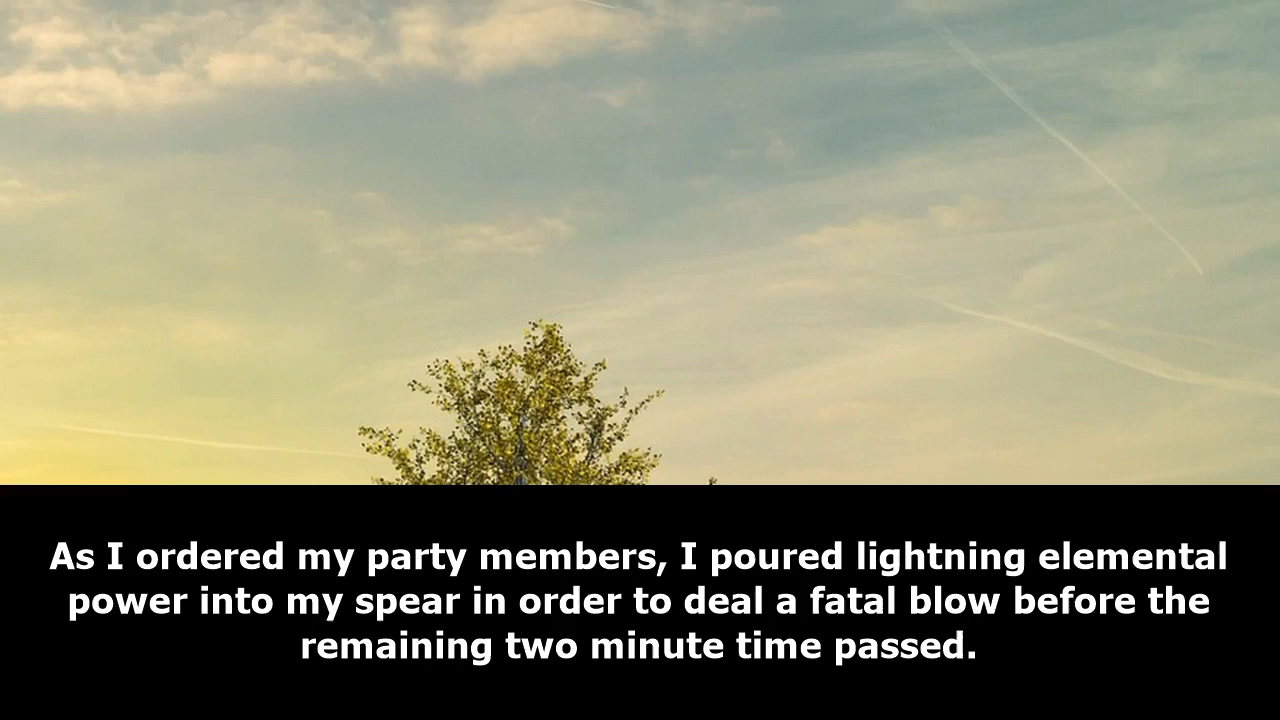 As I ordered my party members, I poured lightning elemental
power into my spear in order to deal a fatal blow before the
remaining two minute time passed.